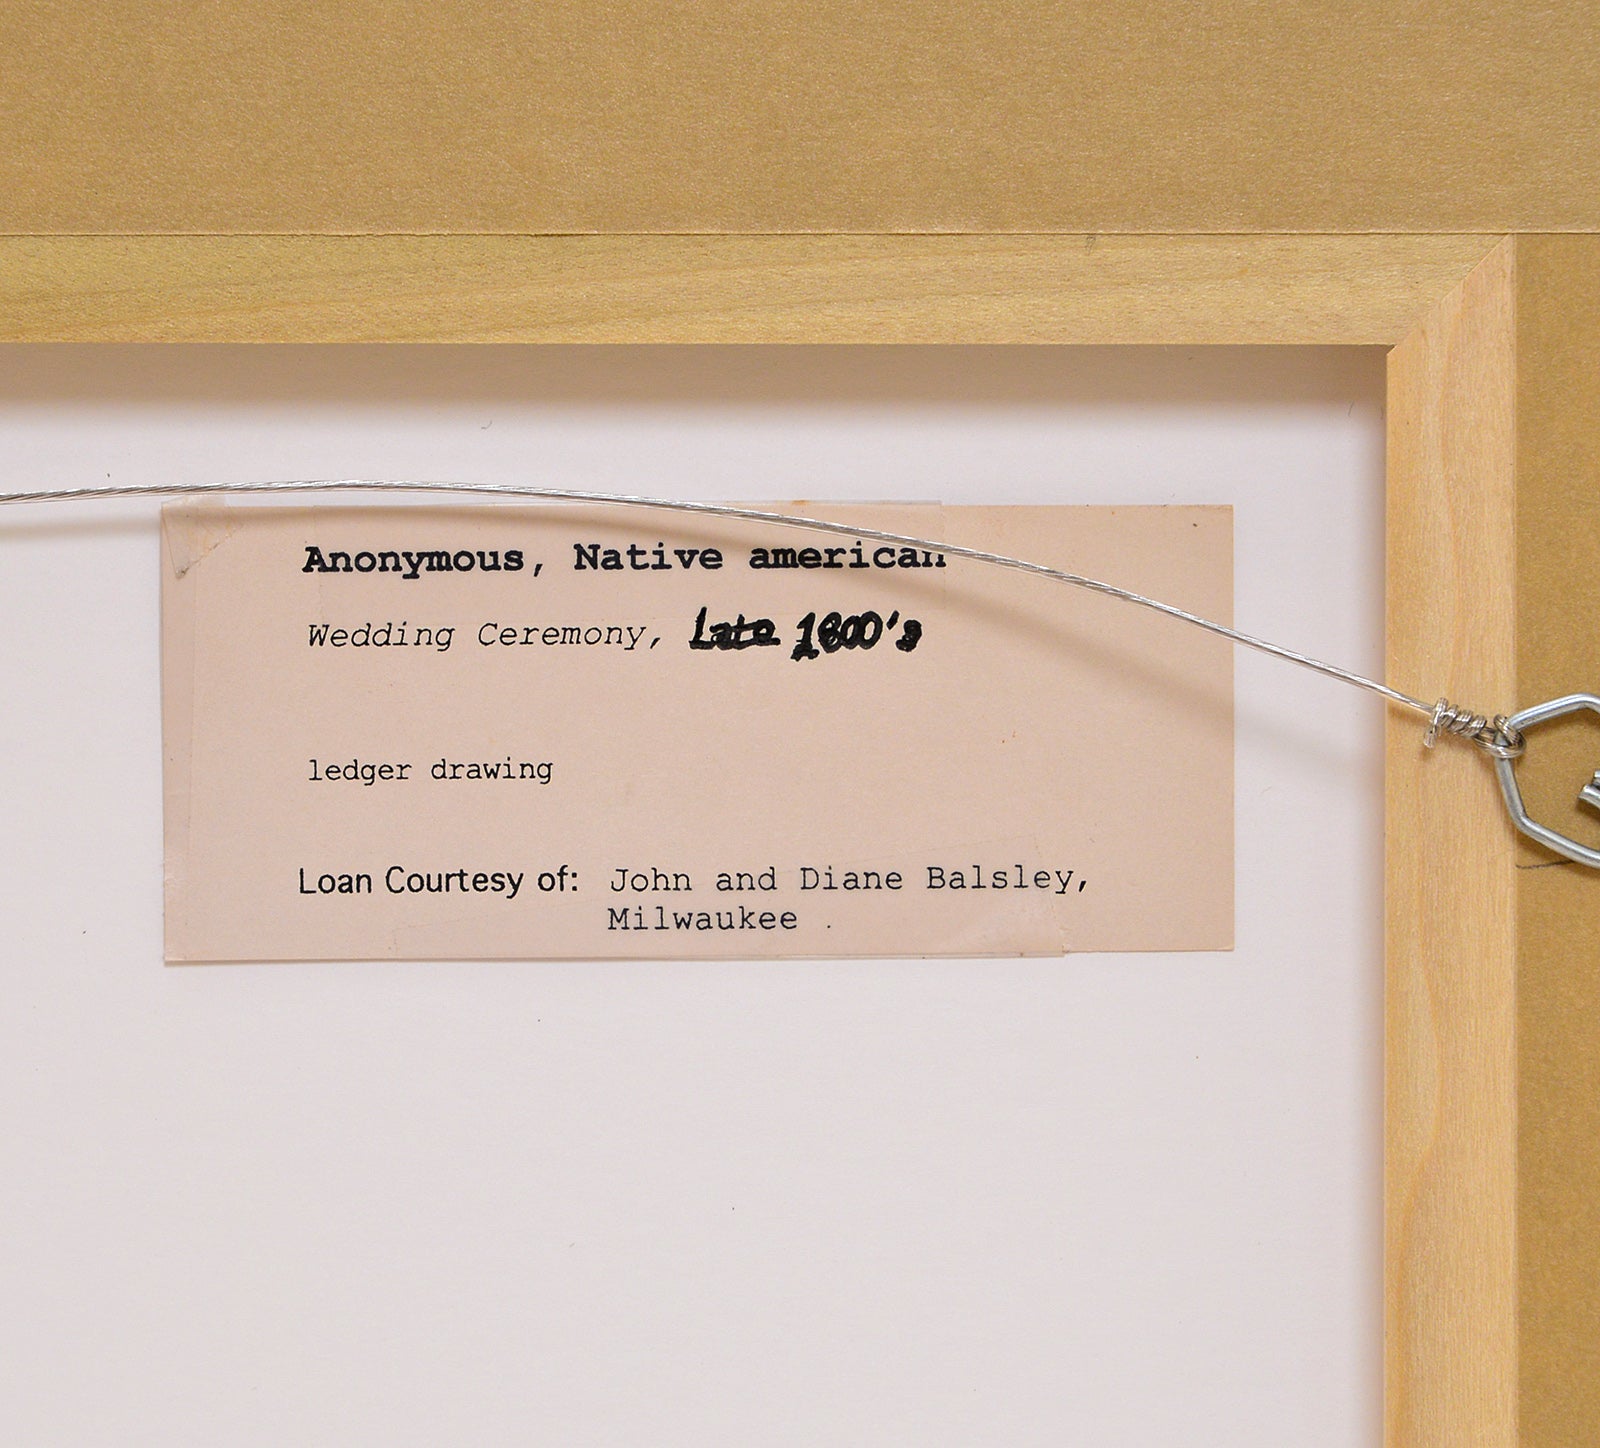 Anonymous, Native american
Wedding Ceremony, Late 1800's
ledger drawing
Loan Courtesy of: John and Diane Balsley,
Milwaukee .